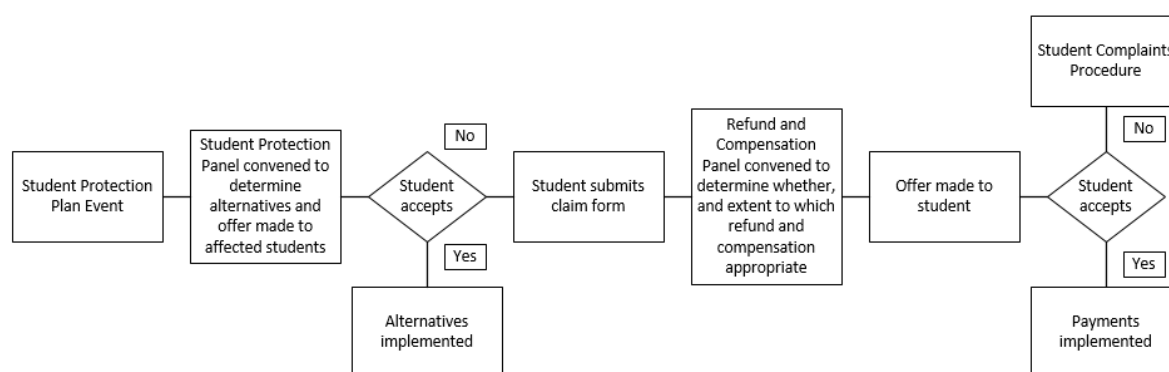 Student Protection
Plan Event
Student Protection
Panel convened to
determine
alternatives and
offer made to
affected students
No
Student
accepts
Yes
Alternatives
implemented
Student submits
claim form
Refund and
Compensation
Panel convened to
determine whether,
and extent to which
refund and
compensation
appropriate
Offer made to
student
Student Complaints
Procedure
No
Student
accepts
Yes
Payments
implemented